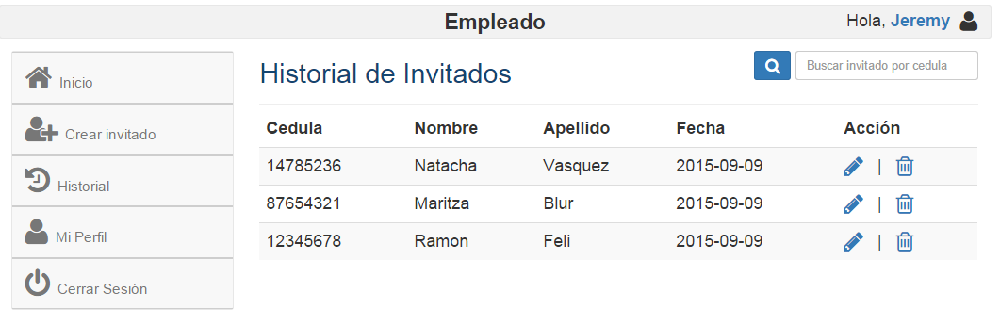 Empleado
Hola, Jeremy
Inicio
Crear invitado
Historial
Mi Perfil
Cerrar Sesión
Historial de Invitados
Buscar invitado por cedula
Cedula Nombre Apellido Fecha Acción
14785236 Natacha Vasquez 2015-09-09 |
87654321 Maritza Blur 2015-09-09 |
12345678 Ramon Feli 2015-09-09 |